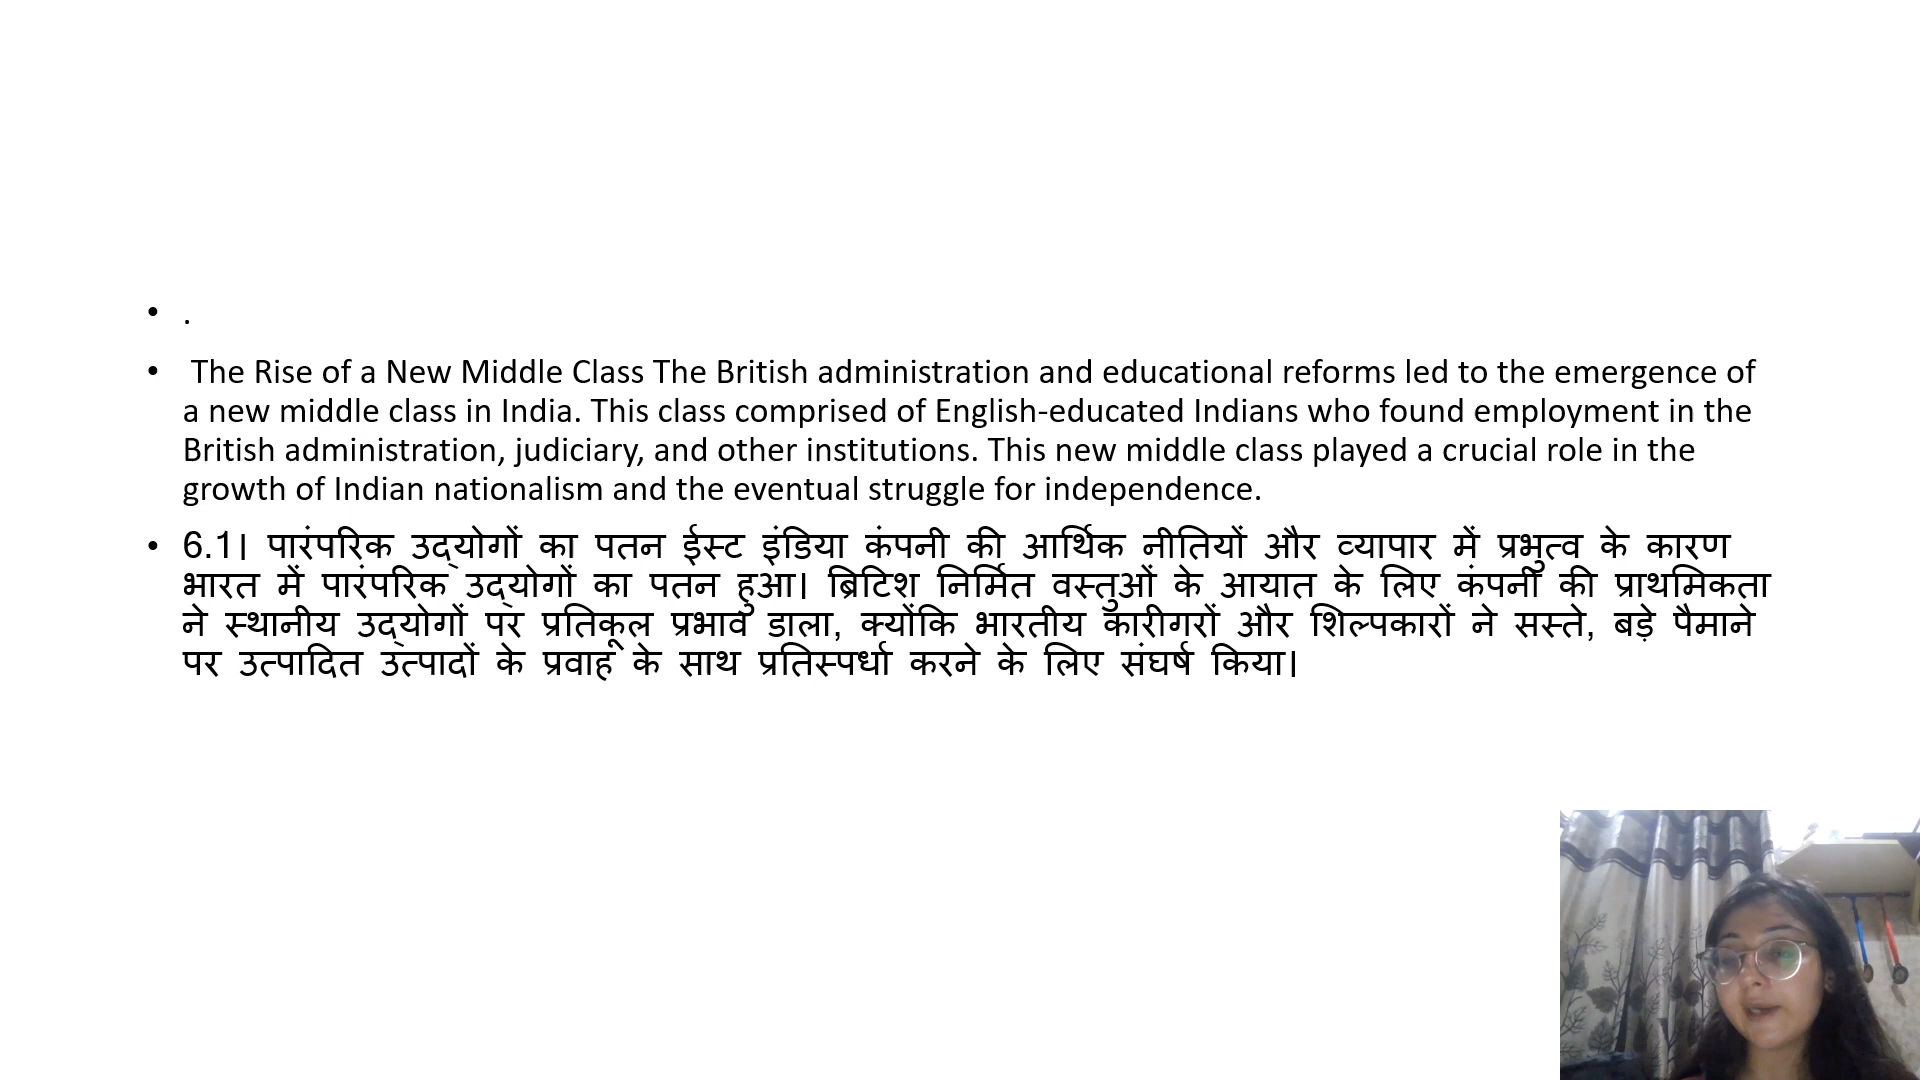 • .
• The Rise of a New Middle Class The British administration and educational reforms led to the emergence of
a new middle class in India. This class comprised of English-educated Indians who found employment in the
British administration, judiciary, and other institutions. This new middle class played a crucial role in the
growth of Indian nationalism and the eventual struggle for independence.
• 6.1। पारंपरिक उद्योगों का पतन ईस्ट इंडिया कंपनी की आर्थिक नीतियों और व्यापार में प्रभुत्व के कारण
भारत में पारंपरिक उद्योगों का पतन हुआ। ब्रिटिश निर्मित वस्तुओं के आयात के लिए कंपनी की प्राथमिकता
ने स्थानीय उद्योगों पर प्रतिकूल प्रभाव डाला, क्योंकि भारतीय कारीगरों और शिल्पकारों ने सस्ते, बड़े पैमाने
पर उत्पादित उत्पादों के प्रवाह के साथ प्रतिस्पर्धा करने के लिए संघर्ष किया।